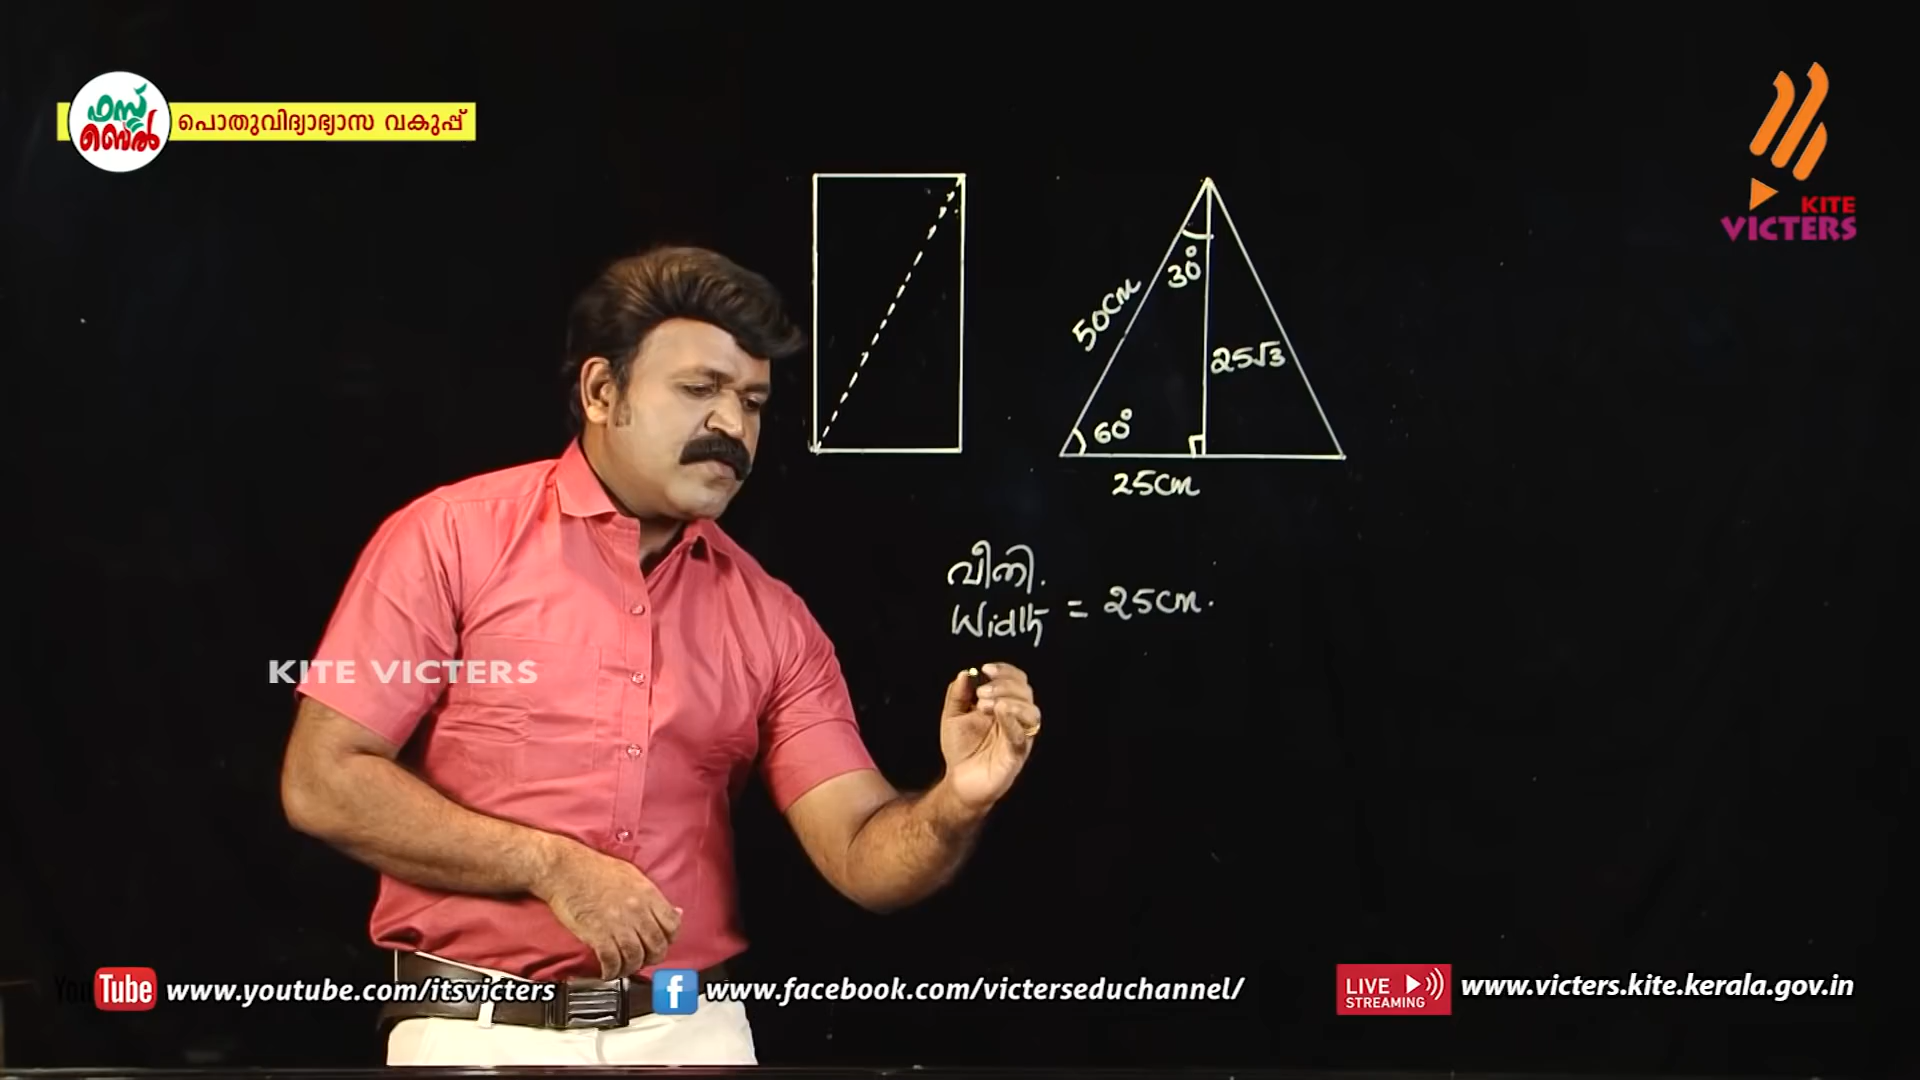 ഫസ്റ്റ്
ബെൽ
പൊതുവിദ്യാഭ്യാസ വകുപ്പ്
KITE
VICTERS
50cm
30°
25√3
60°
25cm
വീതി.
Width = 25cm.
KITE VICTERS
YouTube www.youtube.com/itsvicters
f www.facebook.com/victerseduchannel/
LIVE
STREAMING
www.victers.kite.kerala.gov.in